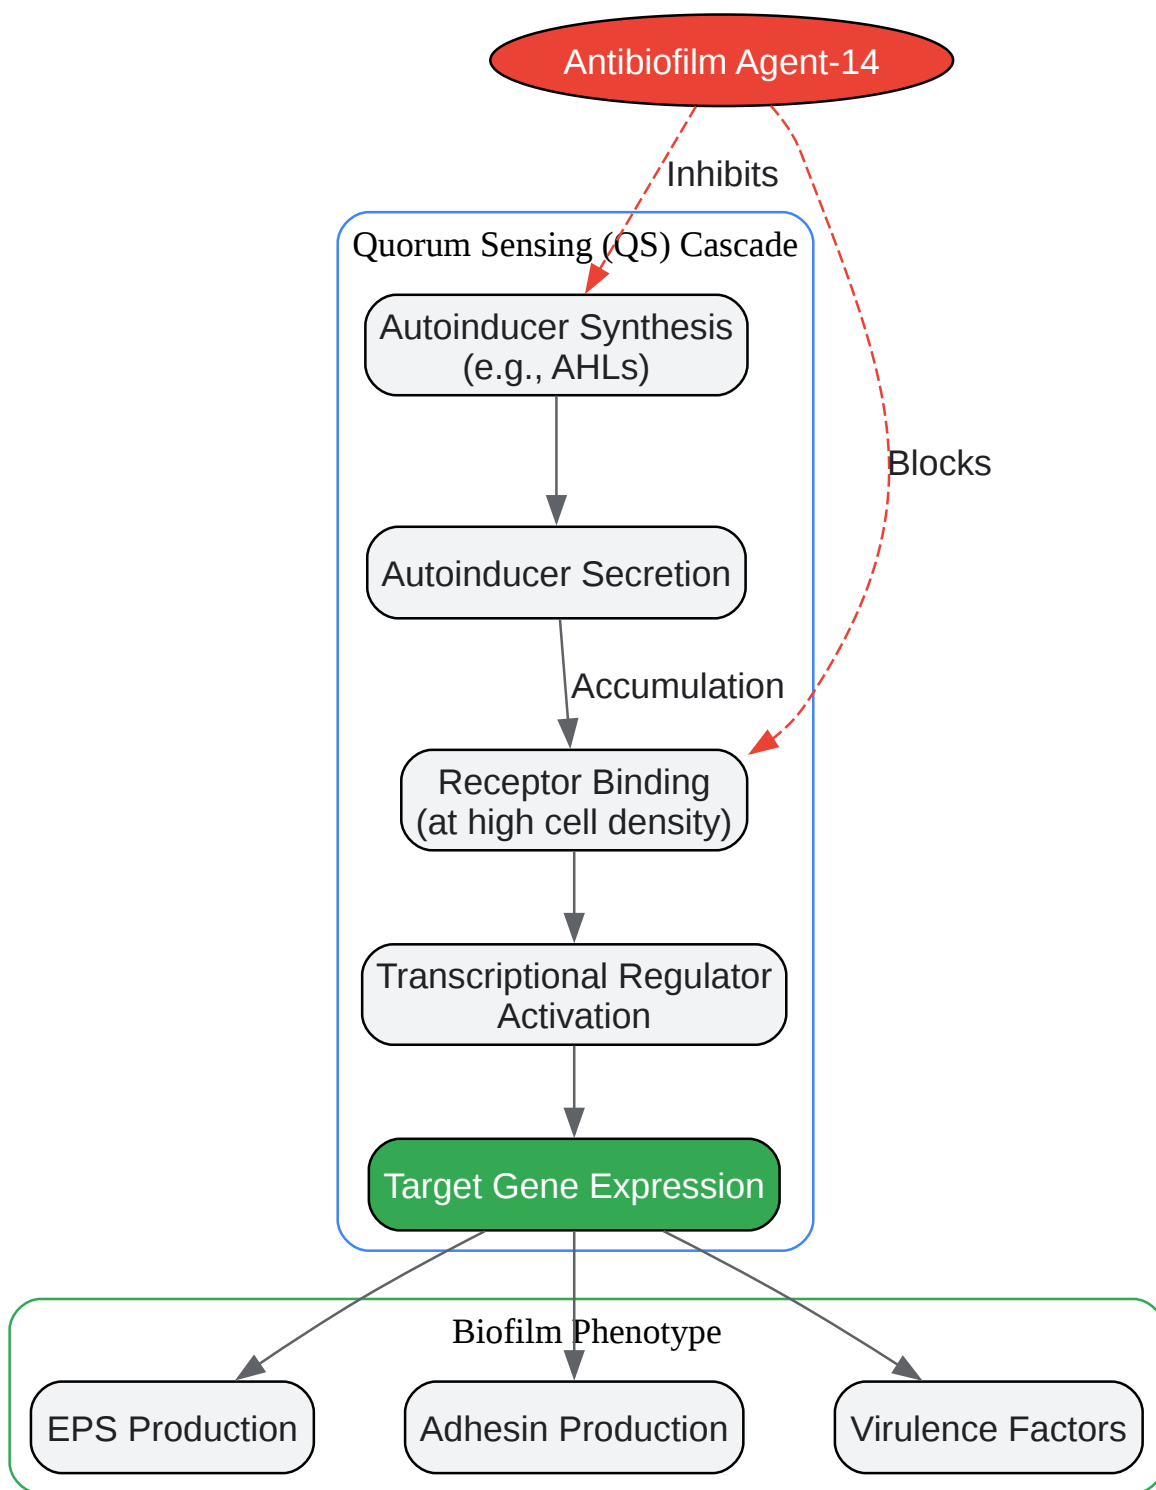 Antibiofilm Agent-14
Inhibits
Quorum Sensing (QS) Cascade
Autoinducer Synthesis
(e.g., AHLs)
Blocks
Autoinducer Secretion
Accumulation
Receptor Binding
(at high cell density)
Transcriptional Regulator
Activation
Target Gene Expression
Biofilm Phenotype
EPS Production
Adhesin Production
Virulence Factors